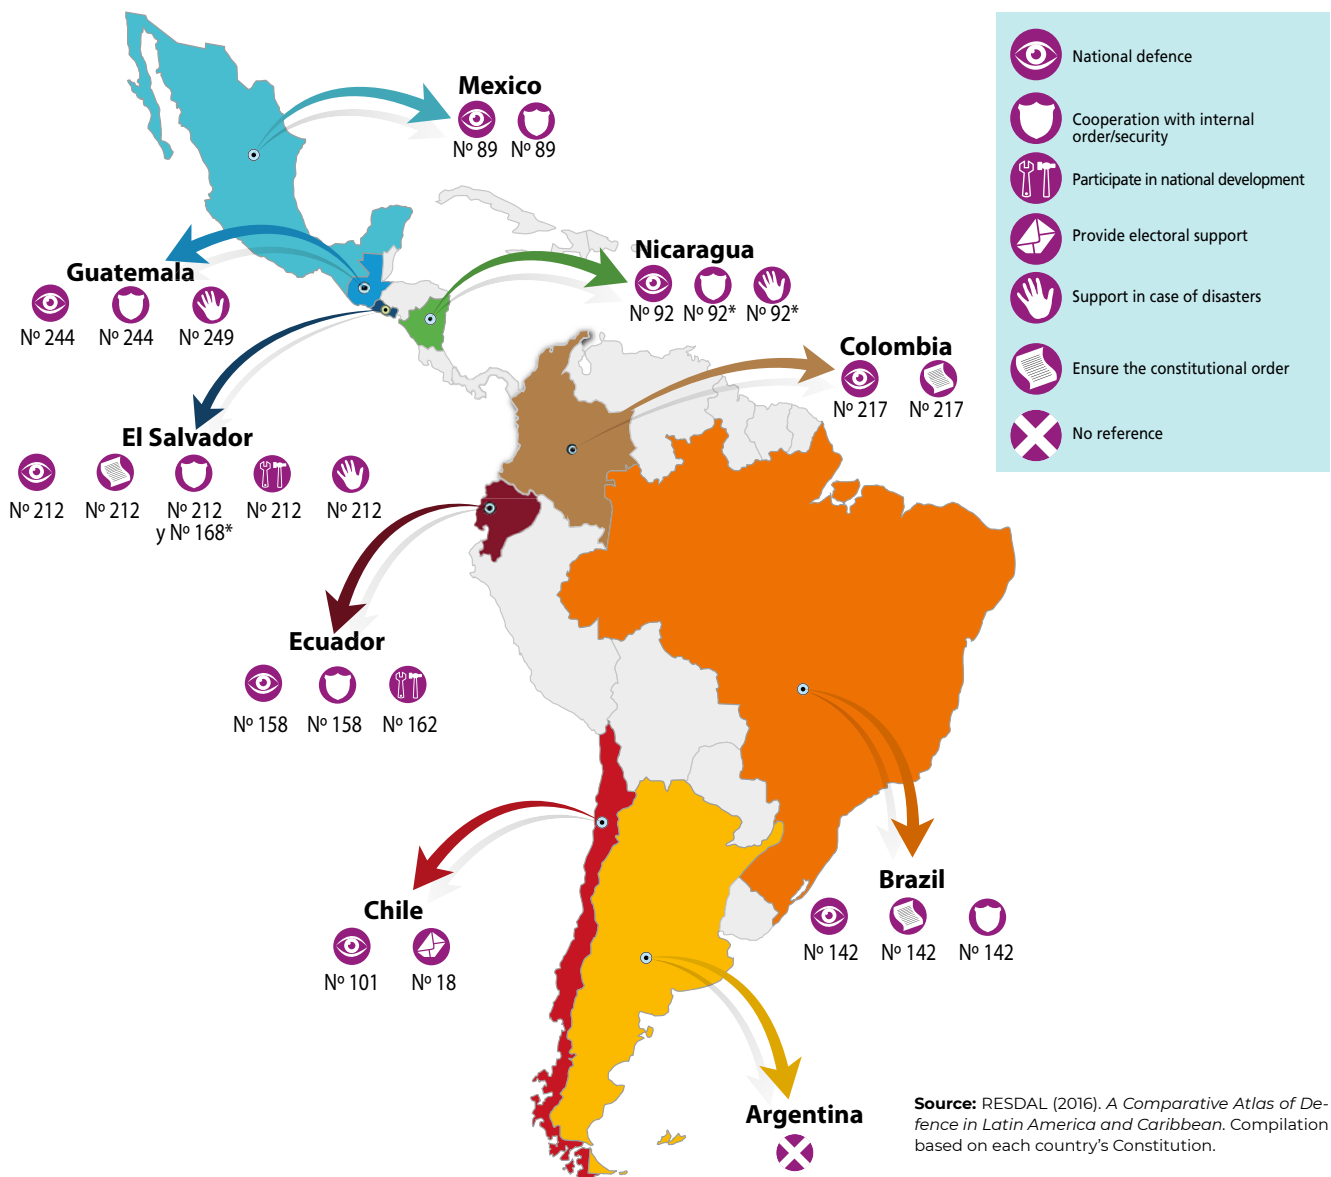 Mexico
Nº 89 Nº 89
Guatemala
Nº 244 Nº 244 Nº 249
Nicaragua
Nº 92 Nº 92* Nº 92*
Colombia
Nº 217 Nº 217
El Salvador
Nº 212 Nº 212 Nº 212 Nº 212 Nº 212
y Nº 168*
Ecuador
Nº 158 Nº 158 Nº 162
Chile
Nº 101 Nº 18
Brazil
Nº 142 Nº 142 Nº 142
Argentina
National defence
Cooperation with internal
order/security
Participate in national development
Provide electoral support
Support in case of disasters
Ensure the constitutional order
No reference
Source: RESDAL (2016). A Comparative Atlas of De-
fence in Latin America and Caribbean. Compilation
based on each country’s Constitution.